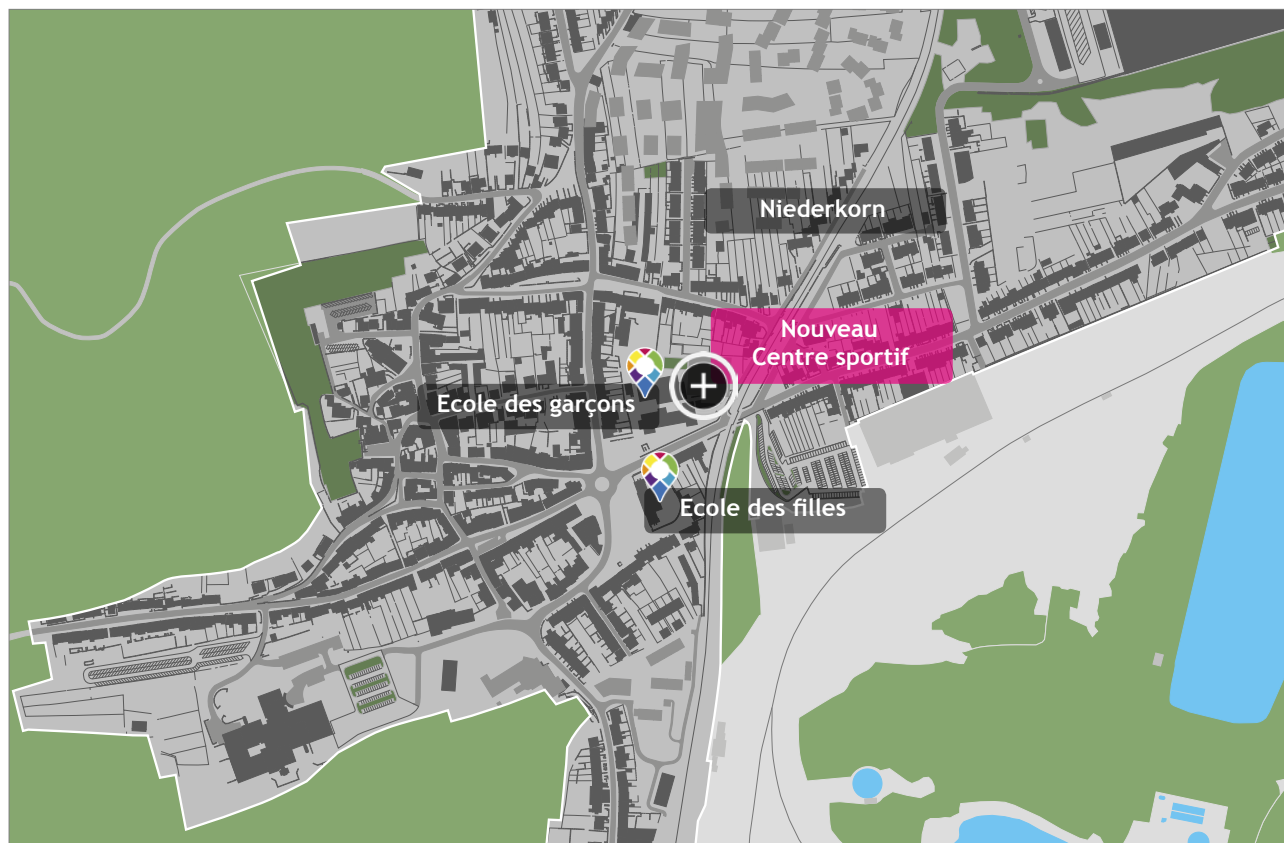 Niederkorn
Nouveau
Centre sportif
Ecole des garçons
Ecole des filles